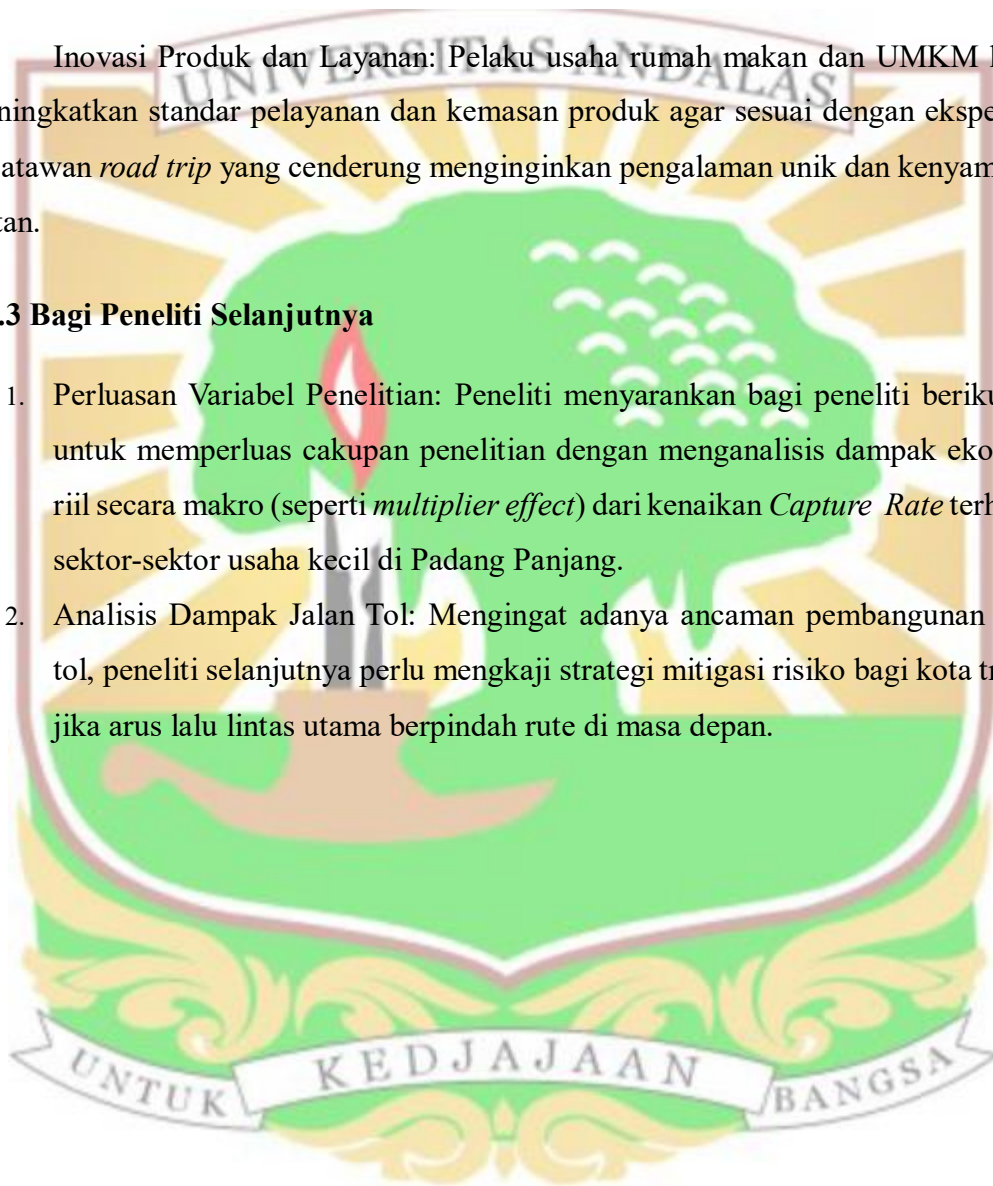 Inovasi Produk dan Layanan: Pelaku usaha rumah makan dan UMKM
UNIVERSITAS ANDALAS
ningkatkan standar pelayanan dan kemasan produk agar sesuai dengan ekspe
atawan road trip yang cenderung menginginkan pengalaman unik dan kenyam
tan.
.3 Bagi Peneliti Selanjutnya
1. Perluasan Variabel Penelitian: Peneliti menyarankan bagi peneliti beriku
untuk memperluas cakupan penelitian dengan menganalisis dampak eko
riil secara makro (seperti multiplier effect) dari kenaikan Capture Rate terh
sektor-sektor usaha kecil di Padang Panjang.
2. Analisis Dampak Jalan Tol: Mengingat adanya ancaman pembangunan
tol, peneliti selanjutnya perlu mengkaji strategi mitigasi risiko bagi kota tr
jika arus lalu lintas utama berpindah rute di masa depan.
UNTUK KEDJAJAAN BANGSA